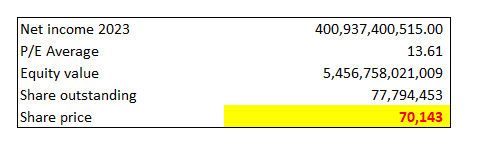 Net income 2023 400,937,400,515.00
P/E Average 13.61
Equity value 5,456,758,021,009
Share outstanding 77,794,453
Share price 70,143